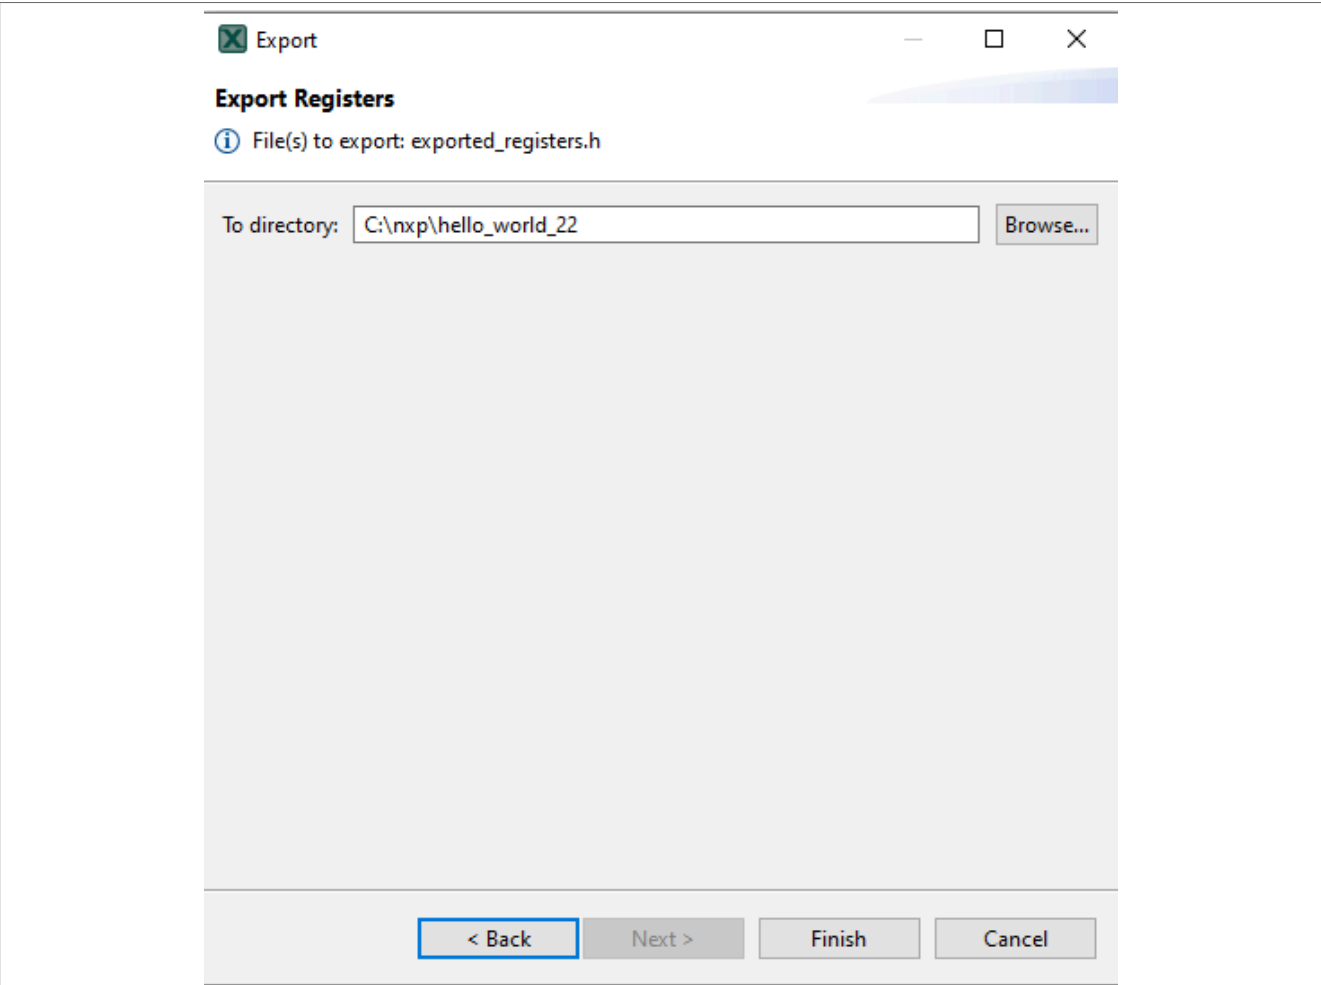 Export
Export Registers
File(s) to export: exported_registers.h
To directory: C:\nxp\hello_world_22 Browse...
< Back Next > Finish Cancel